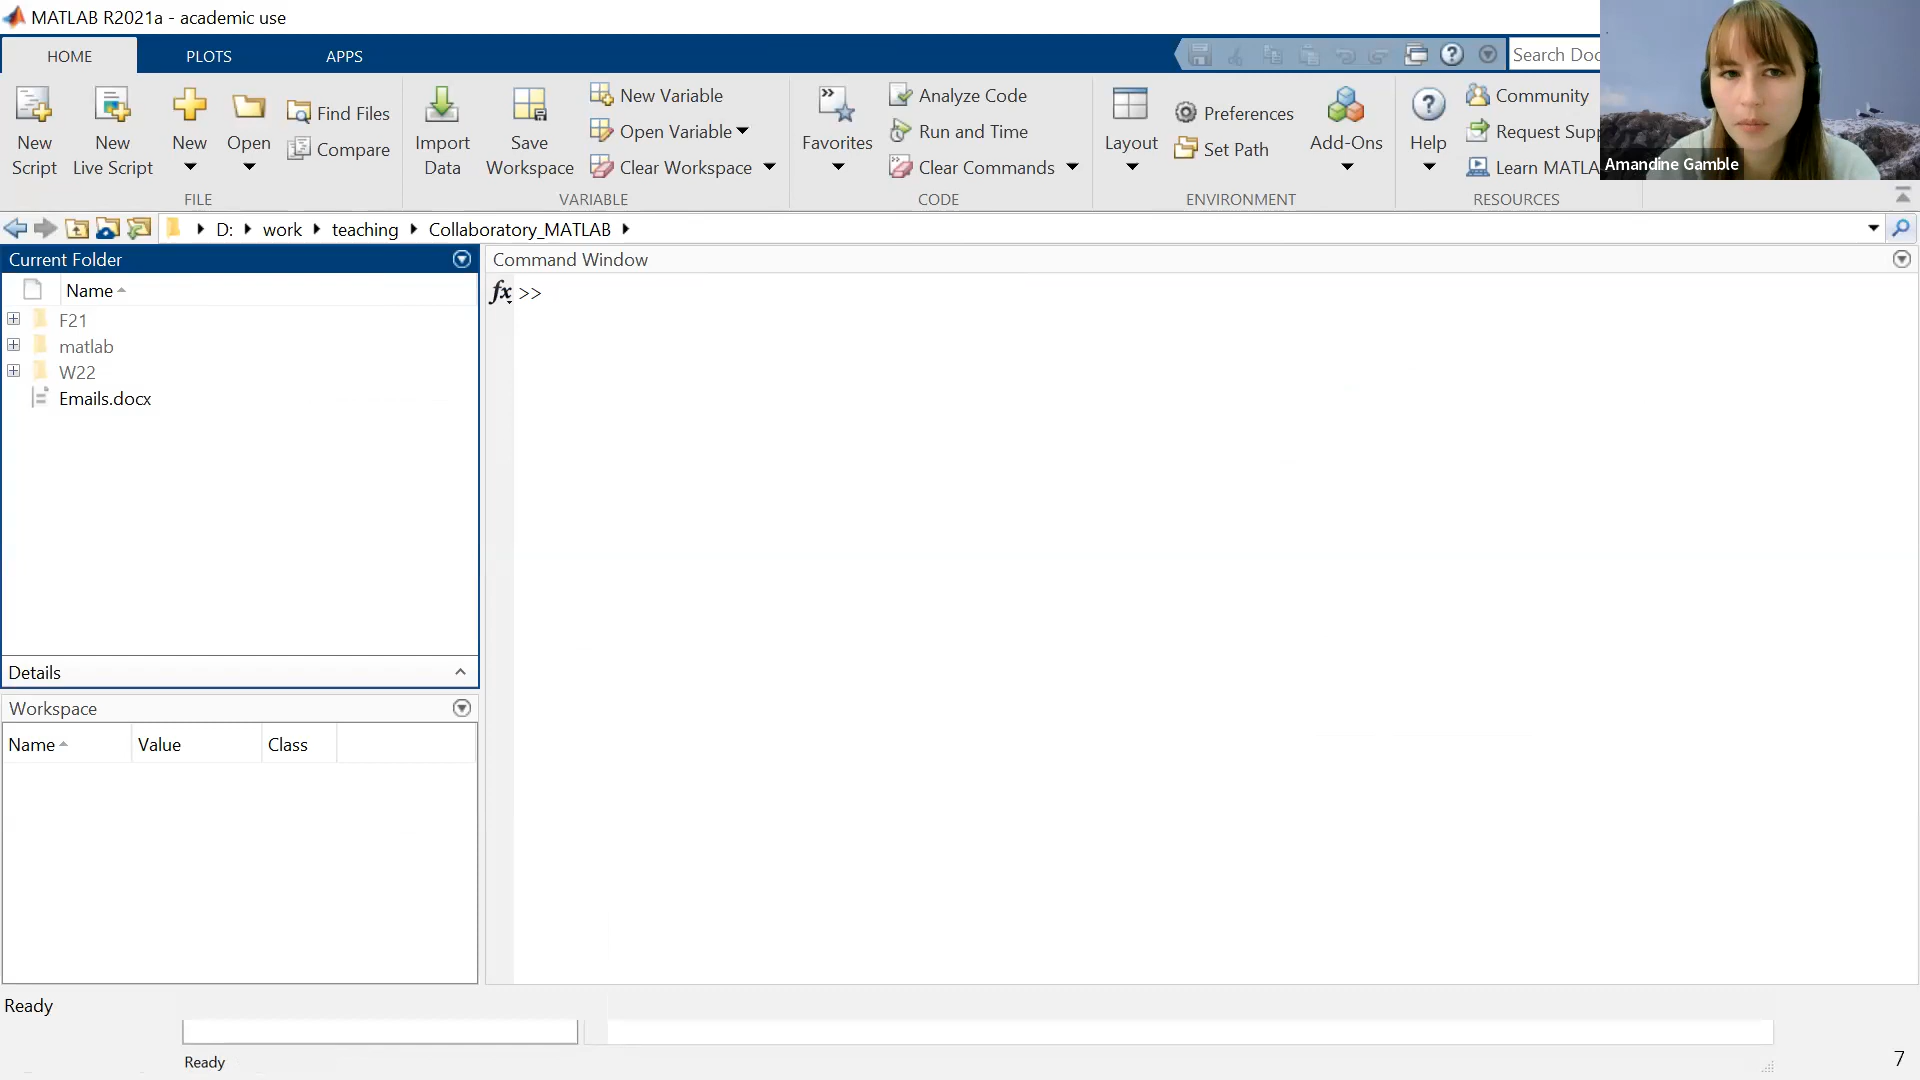 MATLAB R2021a - academic use
HOME PLOTS APPS
Search Doc
New Script
New Live Script
New
Open
Find Files
Compare
FILE
Import Data
Save Workspace
New Variable
Open Variable
Clear Workspace
VARIABLE
Favorites
Analyze Code
Run and Time
Clear Commands
CODE
Layout
Preferences
Set Path
Add-Ons
ENVIRONMENT
Help
Community
Request Supp
Learn MATLA
RESOURCES
Amandine Gamble
D: work teaching Collaboratory_MATLAB
Current Folder
Name
F21
matlab
W22
Emails.docx
Details
Workspace
Name Value Class
Command Window
fx >>
Ready
Ready
7